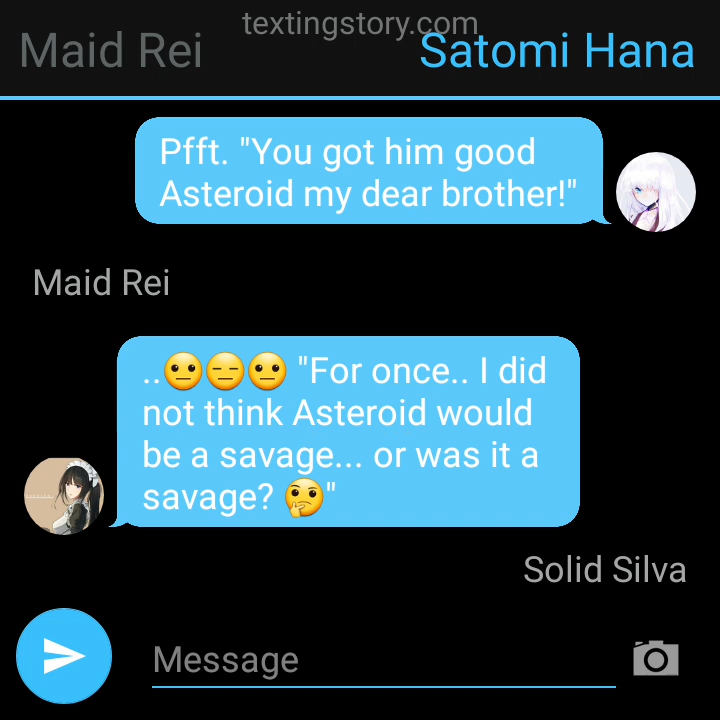 textingstory.com
Maid Rei
Satomi Hana
Pfft. "You got him good
Asteroid my dear brother!"
Maid Rei
..😐😑😐 "For once.. I did
not think Asteroid would
be a savage... or was it a
savage? 🤔"
Solid Silva
Message